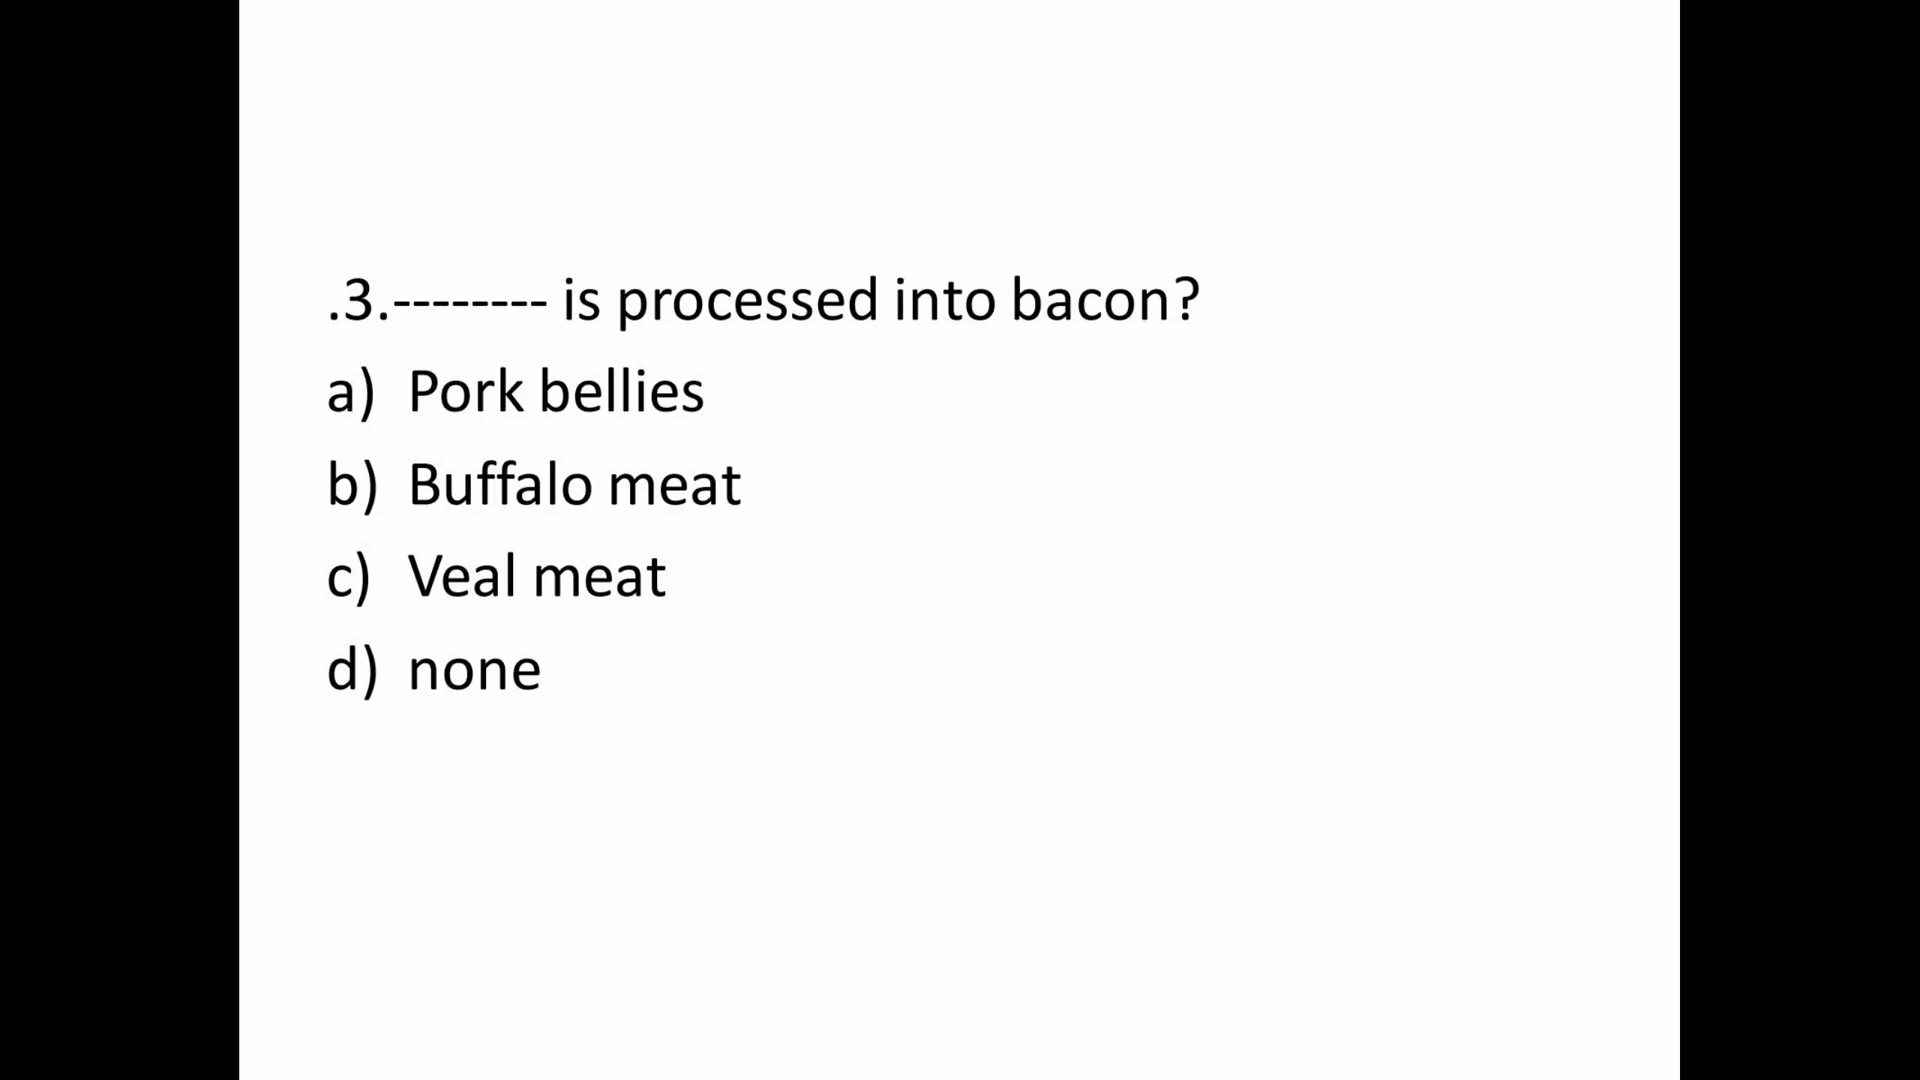 .3.-------- is processed into bacon?
a) Pork bellies
b) Buffalo meat
c) Veal meat
d) none